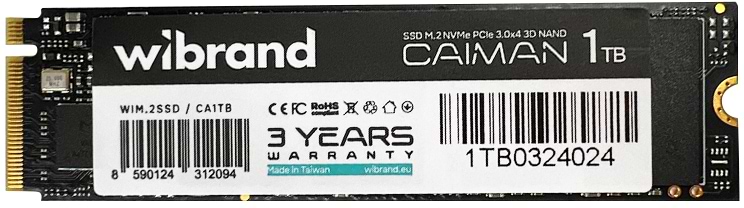 wibrand
SSD M.2 NVMe PCIe 3.0x4 3D NAND
CAIMAN 1TB
WIM.2SSD / CA1TB
8 590124 312094
CE FC RoHS
compliant
3 YEARS
WARRANTY
Made in Taiwan wibrand.eu
1TB0324024